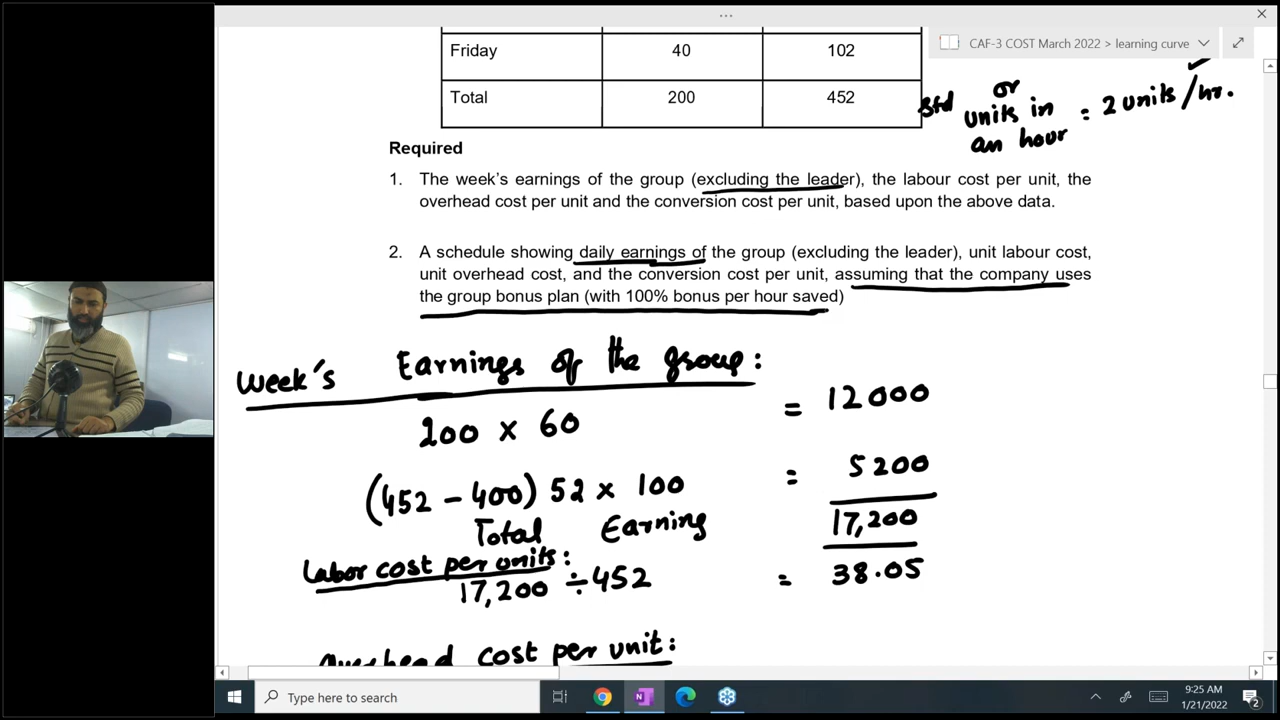 CAF-3 COST March 2022 > learning curve
Friday 40 102
Total 200 452
std or units in an hour = 2 units/hr.
Required
1. The week's earnings of the group (excluding the leader), the labour cost per unit, the
overhead cost per unit and the conversion cost per unit, based upon the above data.
2. A schedule showing daily earnings of the group (excluding the leader), unit labour cost,
unit overhead cost, and the conversion cost per unit, assuming that the company uses
the group bonus plan (with 100% bonus per hour saved)
Week's Earnings of the group:
200 x 60 = 12000
(452 - 400) 52 x 100 = 5200
Total Earning 17,200
Labor cost per units:
17,200 ÷ 452 = 38.05
overhead cost per unit:
Type here to search
9:25 AM
1/21/2022
2